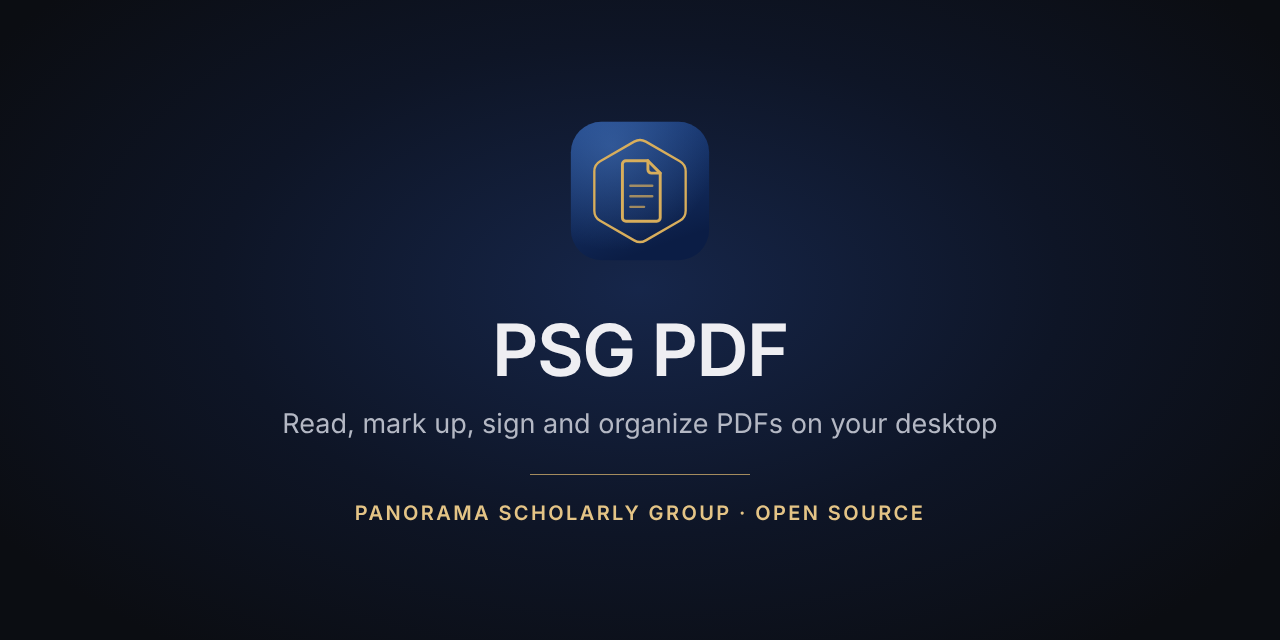 PSG PDF
Read, mark up, sign and organize PDFs on your desktop
PANORAMA SCHOLARLY GROUP · OPEN SOURCE